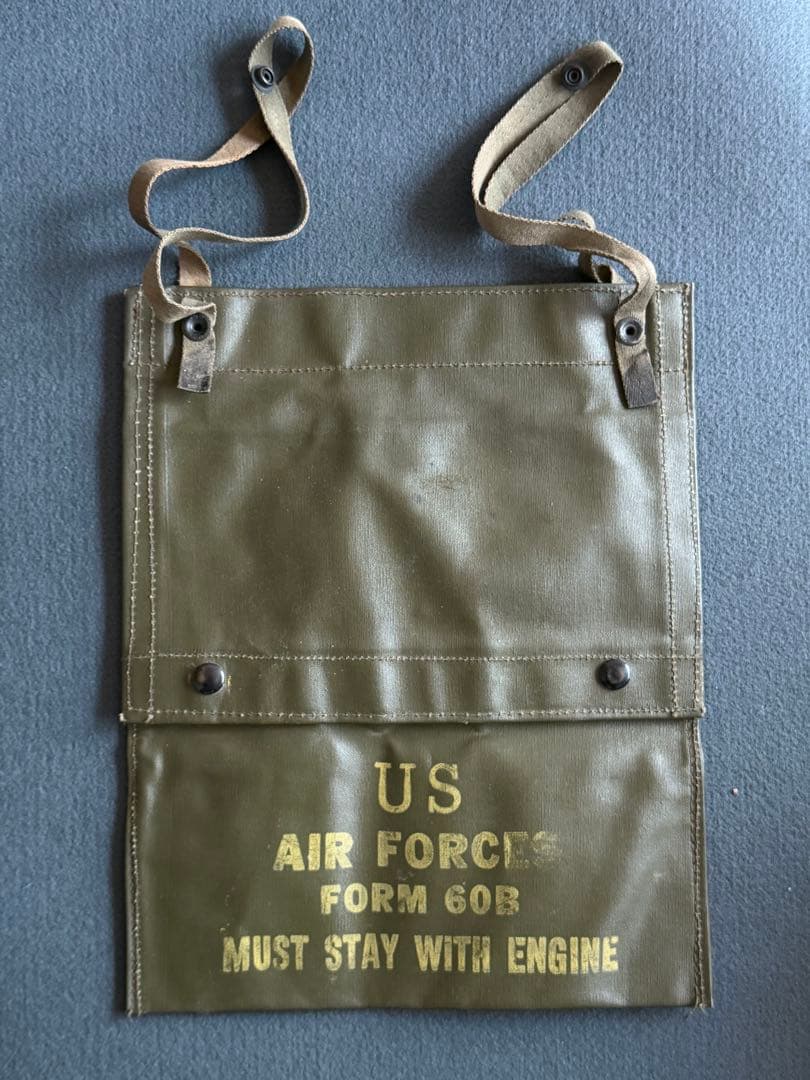 US
AIR FORCES
FORM 60B
MUST STAY WITH ENGINE